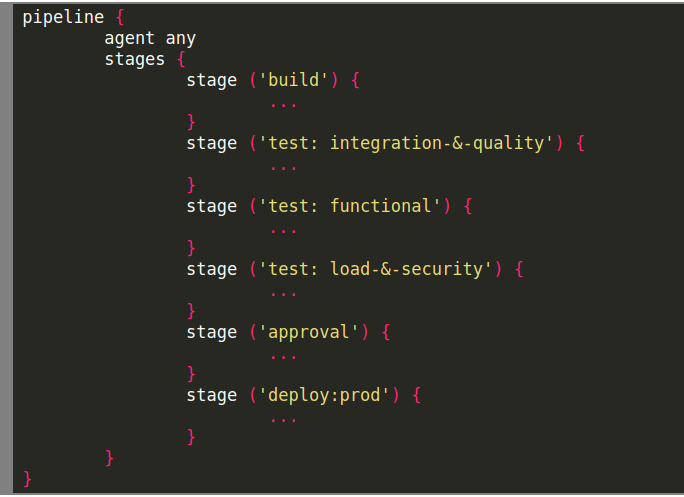 pipeline {
agent any
stages {
stage ('build') {
...
}
stage ('test: integration-&-quality') {
...
}
stage ('test: functional') {
...
}
stage ('test: load-&-security') {
...
}
stage ('approval') {
...
}
stage ('deploy:prod') {
...
}
}
}